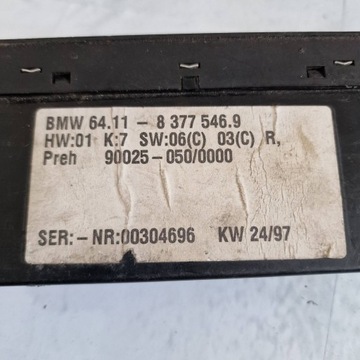 BMW 64.11 - 8 377 546.9
HW:01 K:7 SW:06(C) 03(C) R,
Preh 90025-050/0000
SER:-NR:00304696 KW 24/97